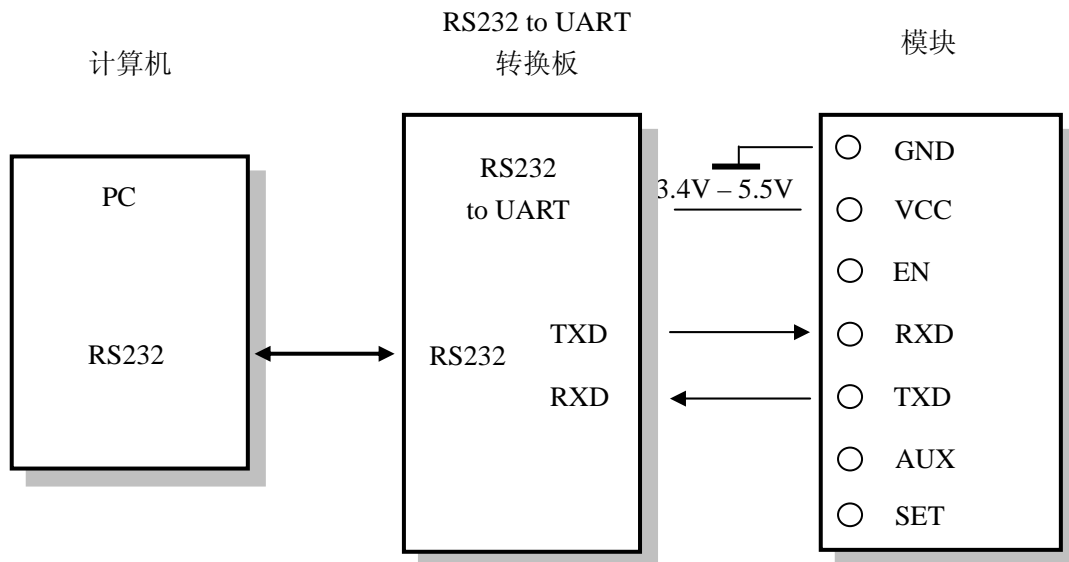 计算机
RS232 to UART
转换板
模块
PC
RS232
RS232
to UART
TXD
RS232
RXD
3.4V – 5.5V
GND
VCC
EN
RXD
TXD
AUX
SET